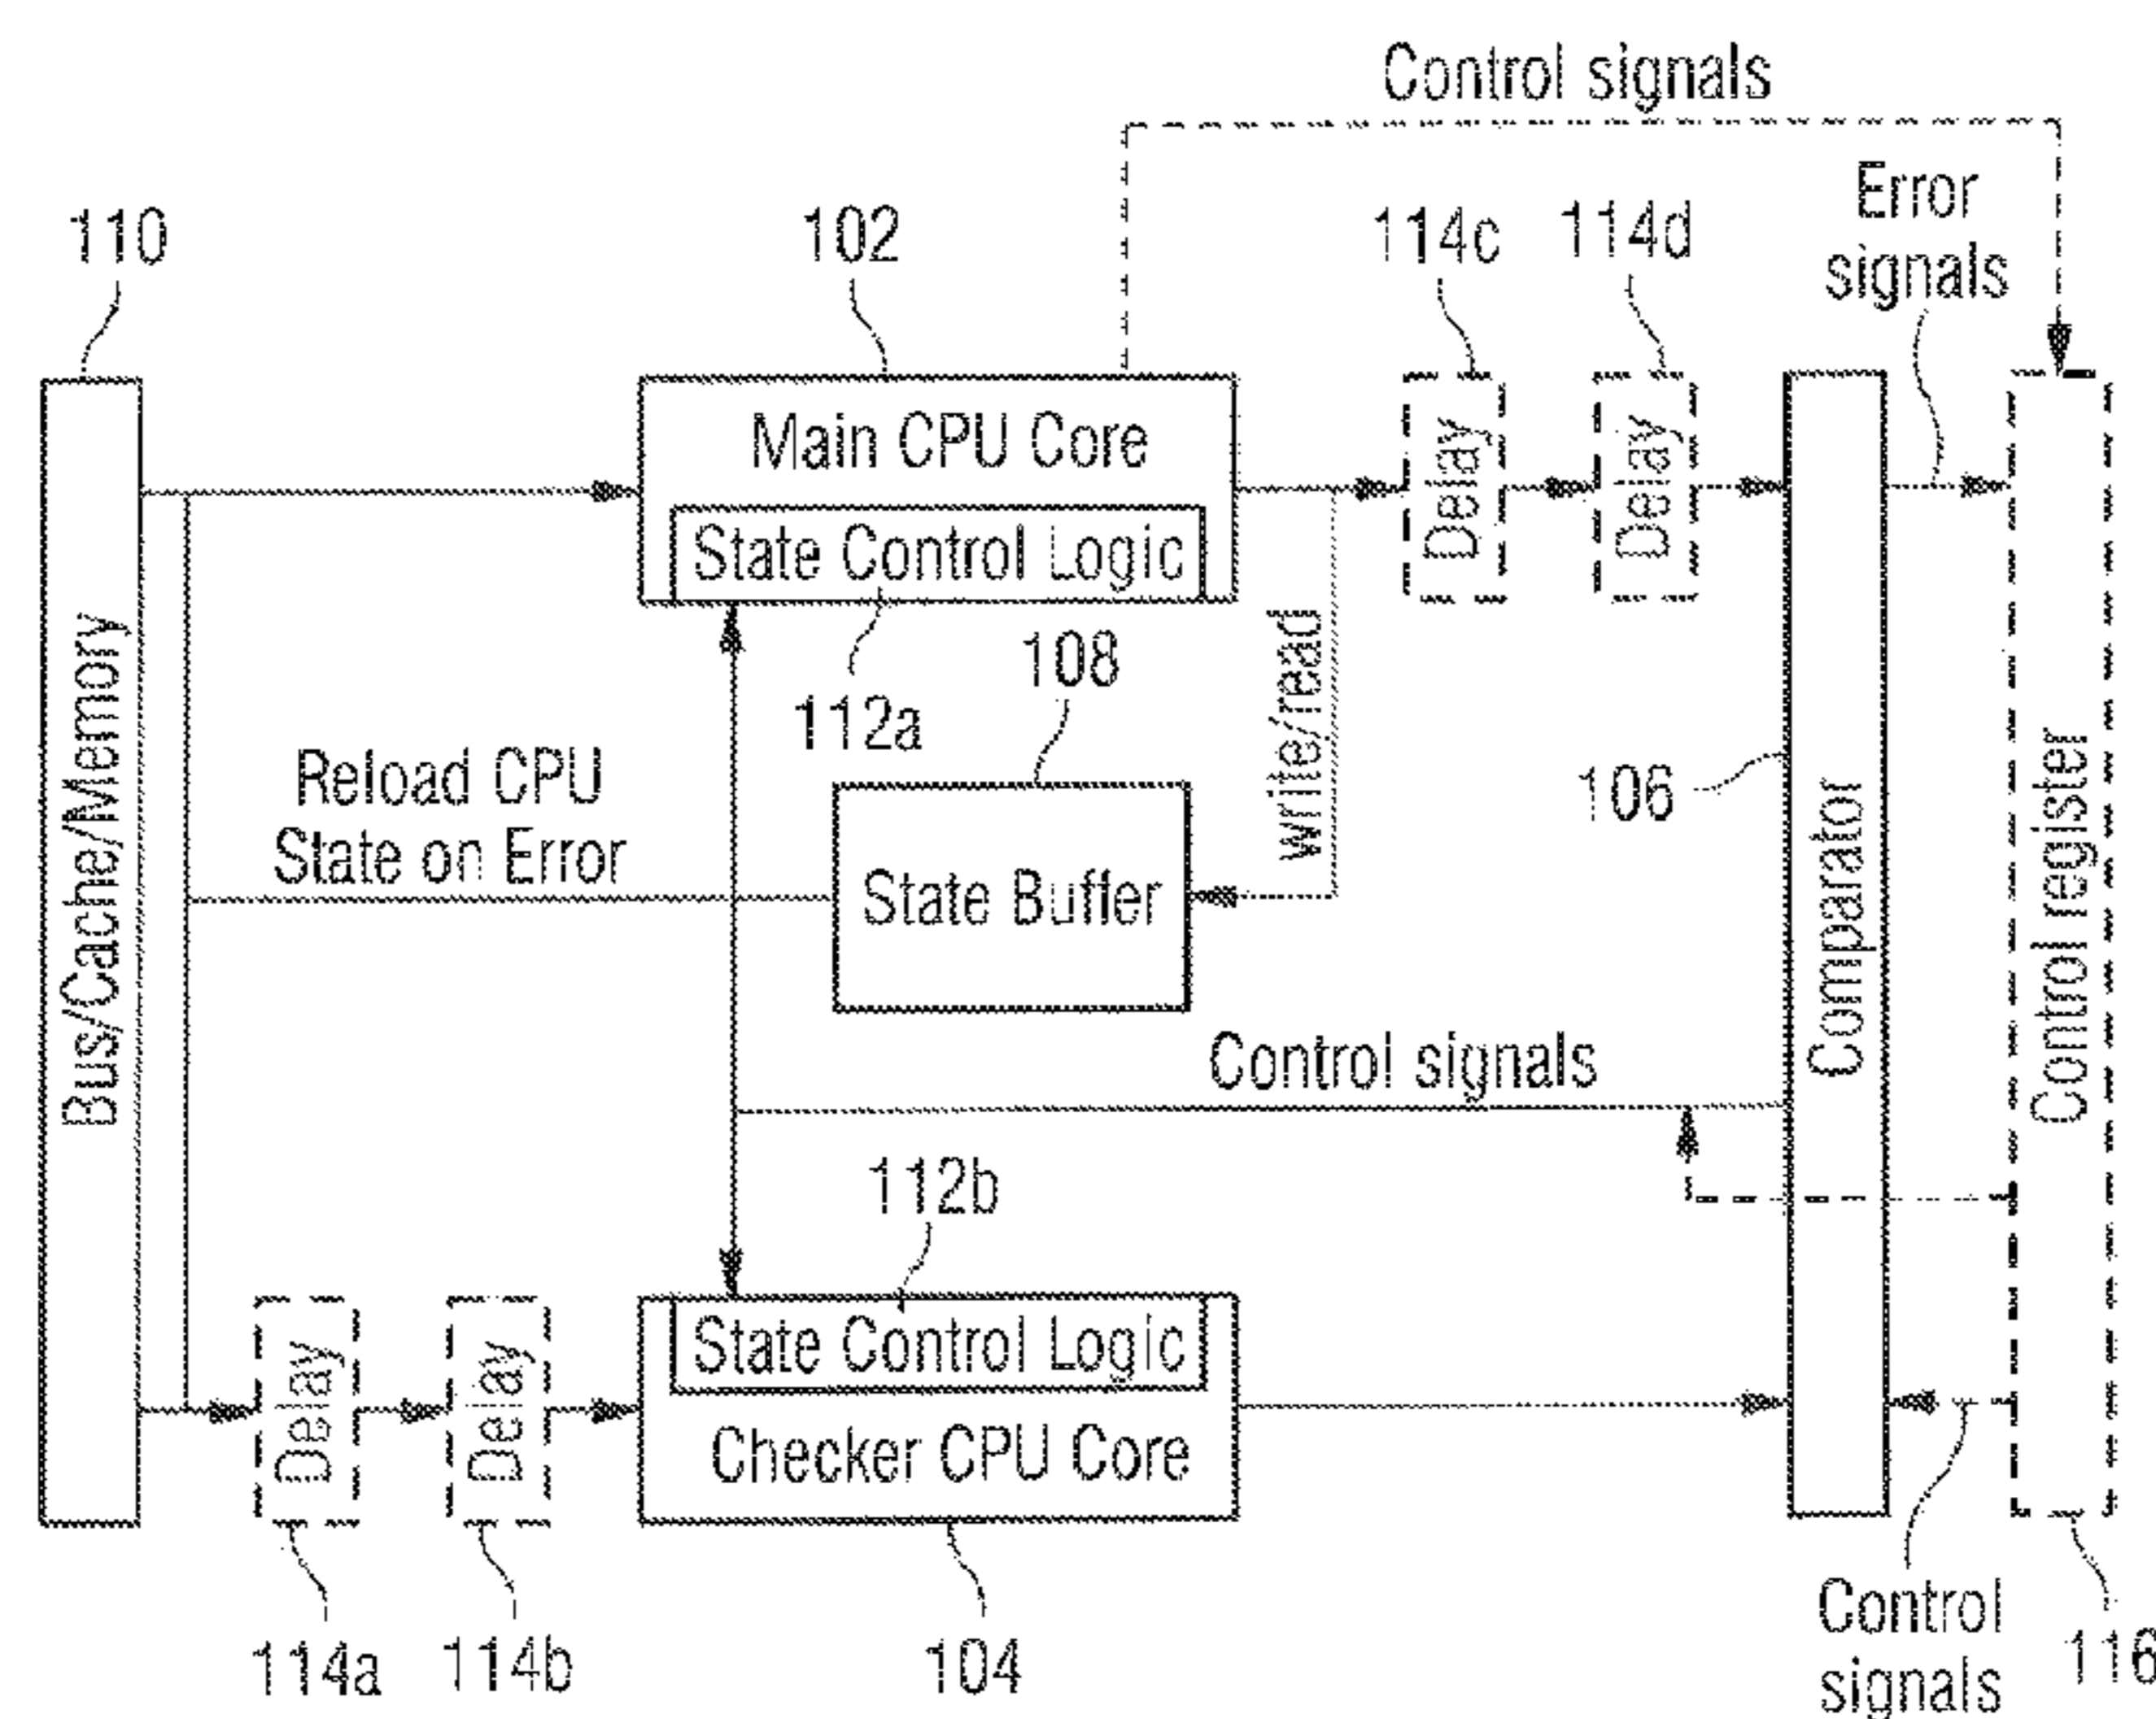 Control signals
Error
signals
110
102
114c
114d
Main CPU Core
State Control Logic
Delay
Delay
112a
108
write/read
106
Reload CPU
State on Error
State Buffer
Bus/Cache/Memory
Comparator
Control register
Control signals
112b
State Control Logic
Checker CPU Core
Delay
Delay
114a
114b
104
Control
signals
116